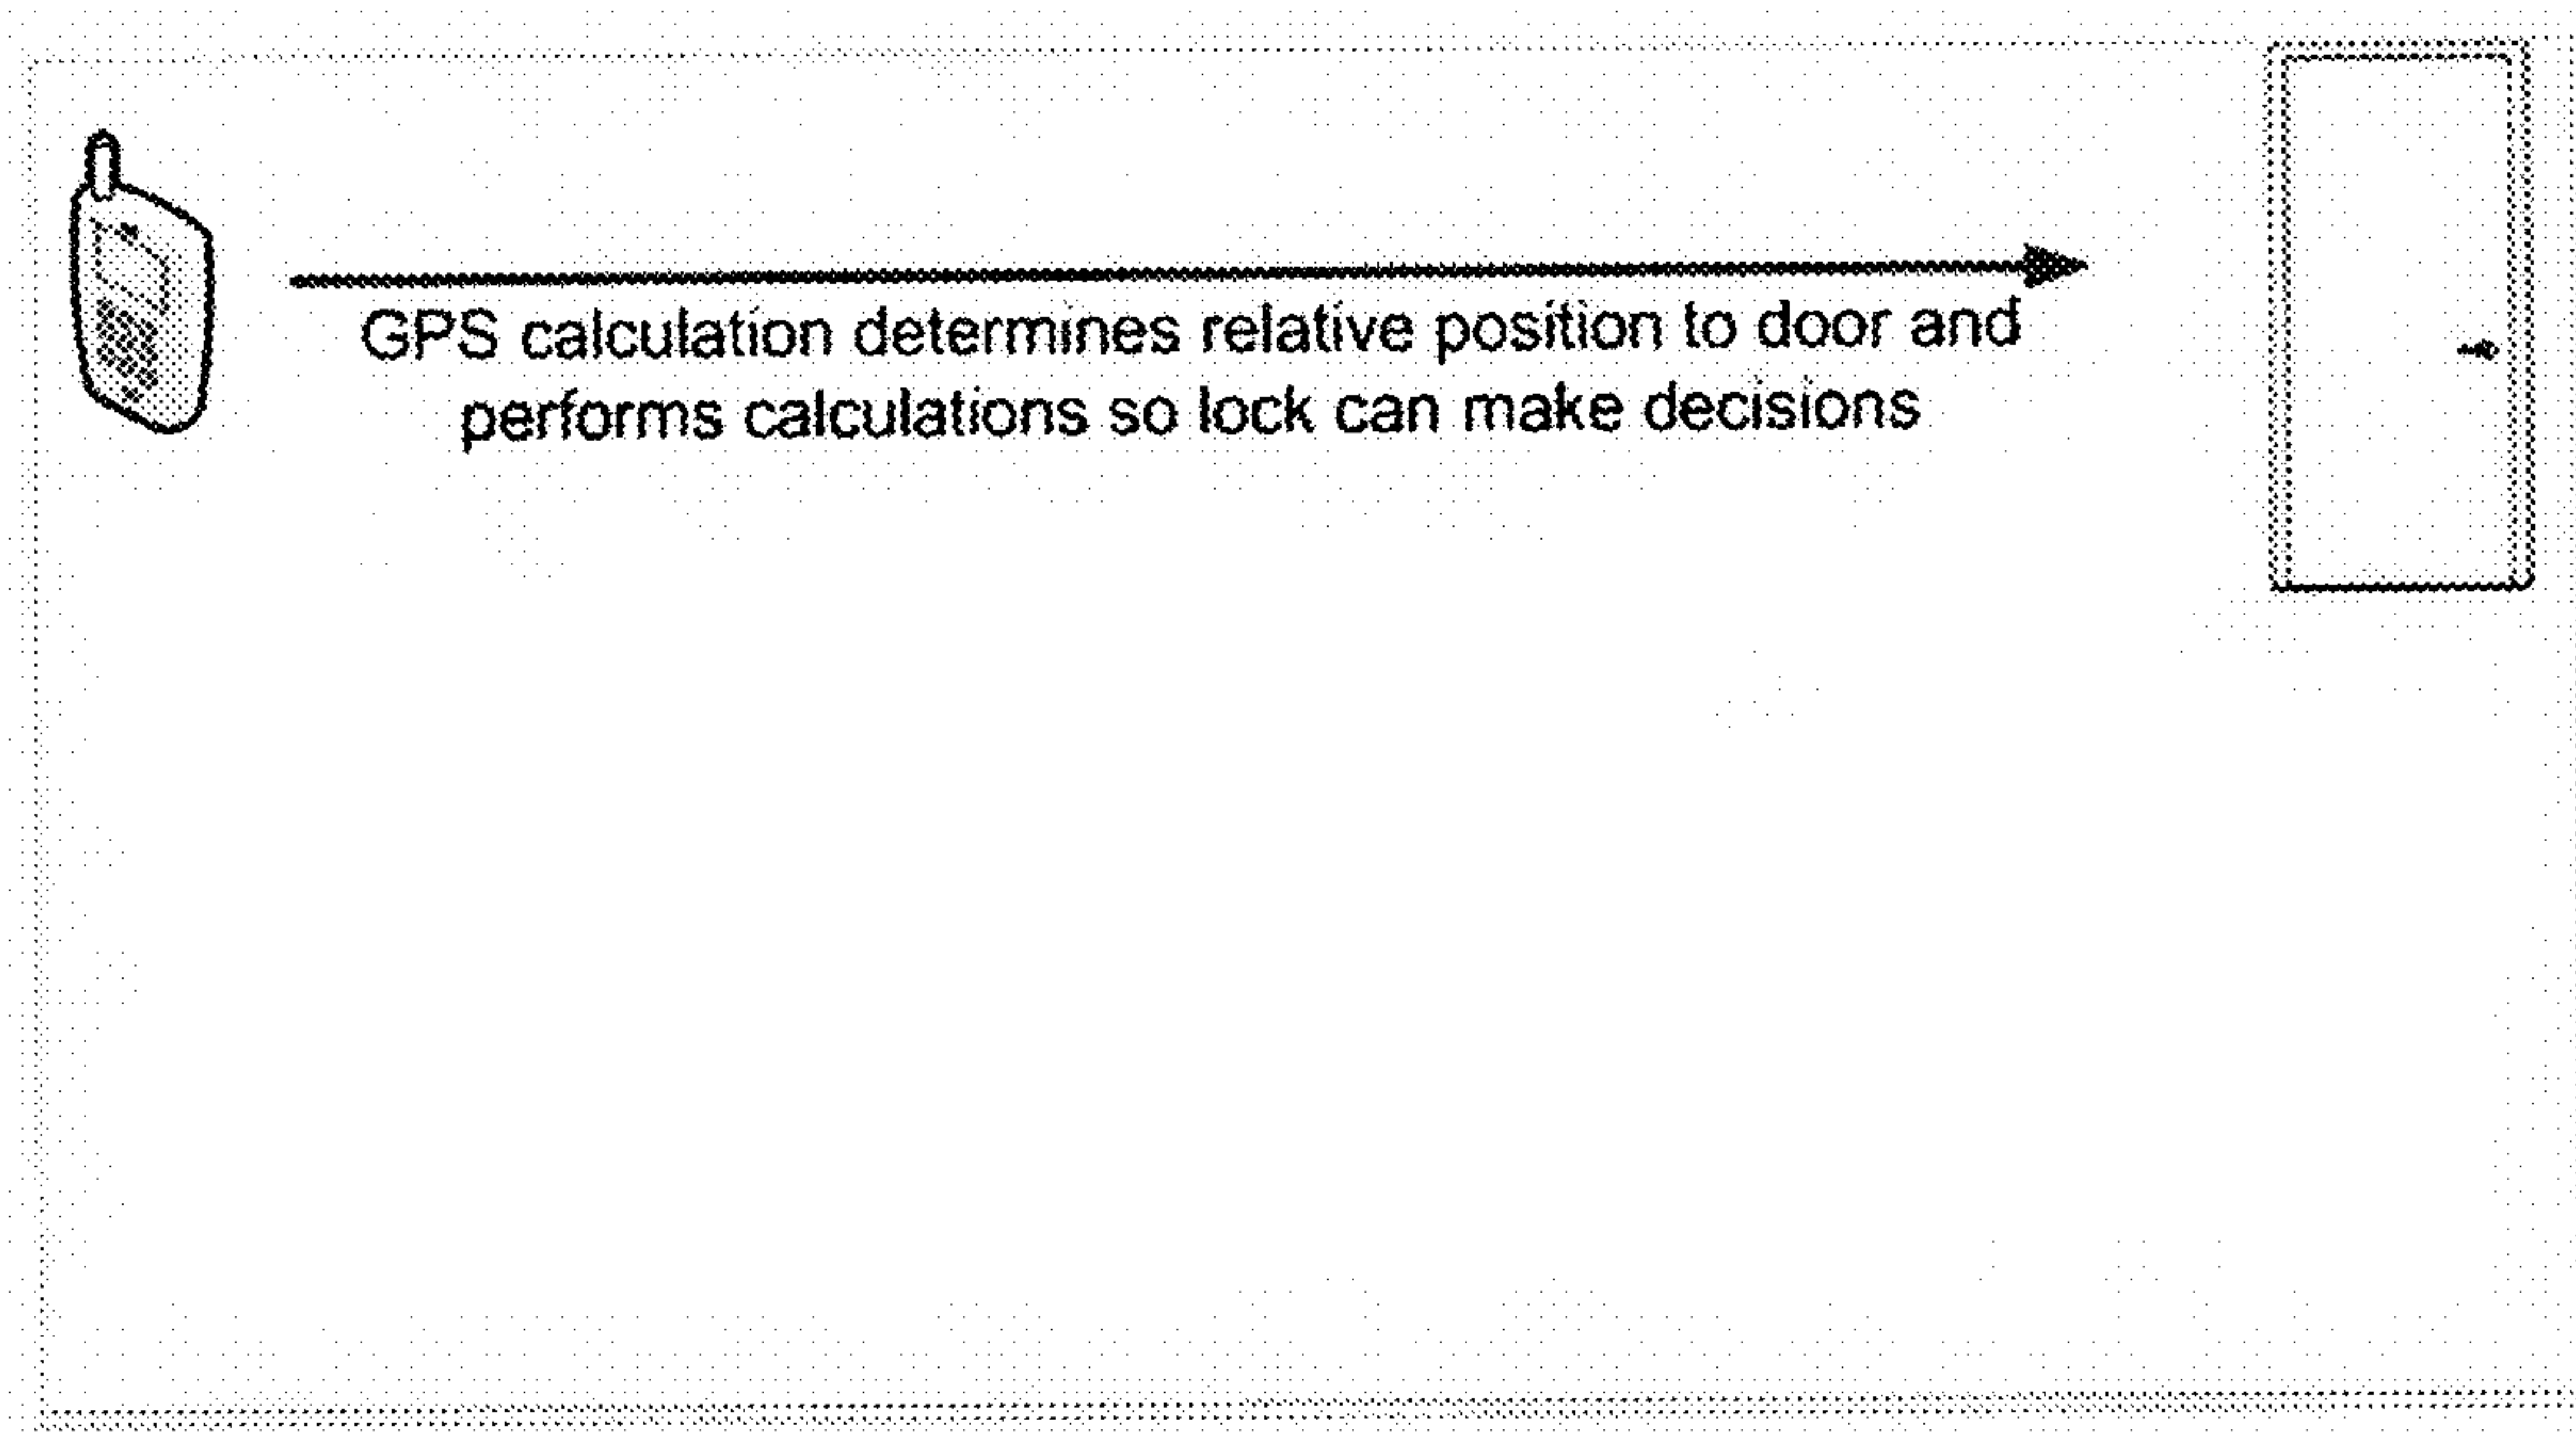 GPS calculation determines relative position to door and
performs calculations so lock can make decisions